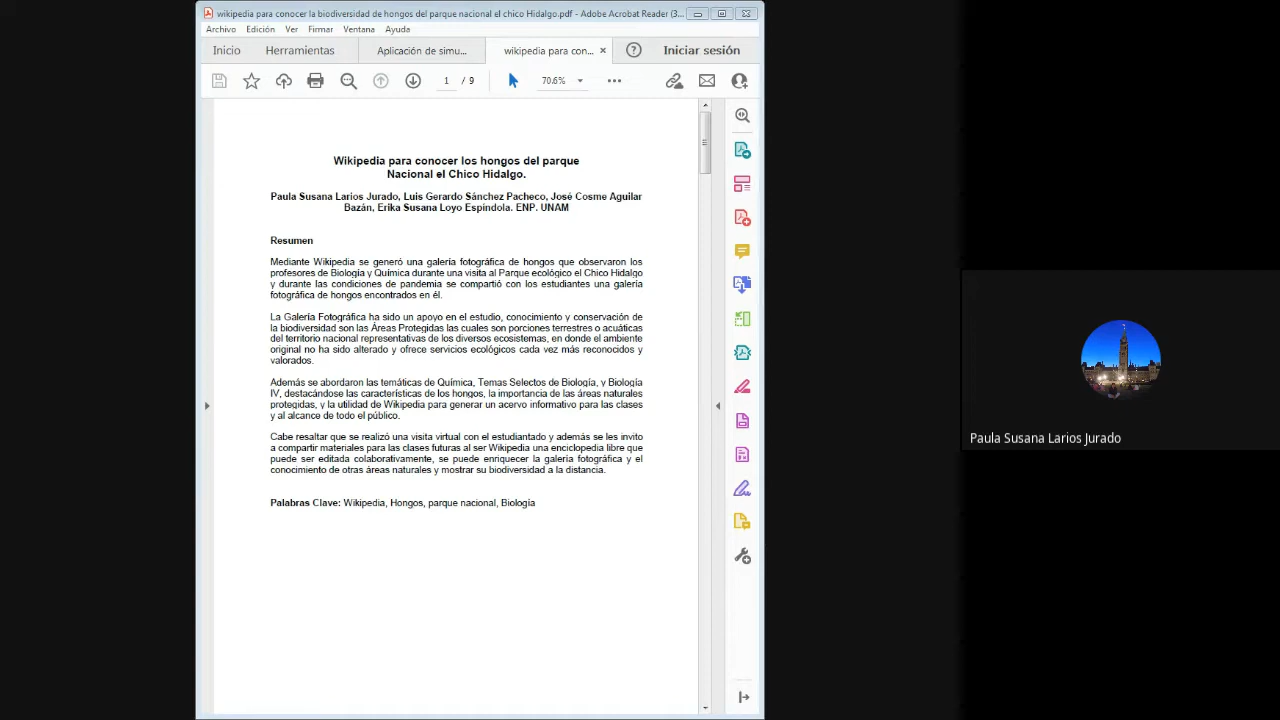 wikipedia para conocer la biodiversidad de hongos del parque nacional el chico Hidalgo.pdf - Adobe Acrobat Reader (3...
Archivo Edición Ver Firmar Ventana Ayuda
Inicio Herramientas Aplicación de simu... wikipedia para con... × ? Iniciar sesión
1 / 9 70.6%
Wikipedia para conocer los hongos del parque
Nacional el Chico Hidalgo.
Paula Susana Larios Jurado, Luis Gerardo Sánchez Pacheco, José Cosme Aguilar
Bazán, Erika Susana Loyo Espíndola. ENP. UNAM
Resumen
Mediante Wikipedia se generó una galería fotográfica de hongos que observaron los
profesores de Biología y Química durante una visita al Parque ecológico el Chico Hidalgo
y durante las condiciones de pandemia se compartió con los estudiantes una galería
fotográfica de hongos encontrados en él.
La Galería Fotográfica ha sido un apoyo en el estudio, conocimiento y conservación de
la biodiversidad son las Áreas Protegidas las cuales son porciones terrestres o acuáticas
del territorio nacional representativas de los diversos ecosistemas, en donde el ambiente
original no ha sido alterado y ofrece servicios ecológicos cada vez más reconocidos y
valorados.
Además se abordaron las temáticas de Química, Temas Selectos de Biología, y Biología
IV, destacándose las características de los hongos, la importancia de las áreas naturales
protegidas, y la utilidad de Wikipedia para generar un acervo informativo para las clases
y al alcance de todo el público.
Cabe resaltar que se realizó una visita virtual con el estudiantado y además se les invito
a compartir materiales para las clases futuras al ser Wikipedia una enciclopedia libre que
puede ser editada colaborativamente, se puede enriquecer la galería fotográfica y el
conocimiento de otras áreas naturales y mostrar su biodiversidad a la distancia.
Palabras Clave: Wikipedia, Hongos, parque nacional, Biología
Paula Susana Larios Jurado